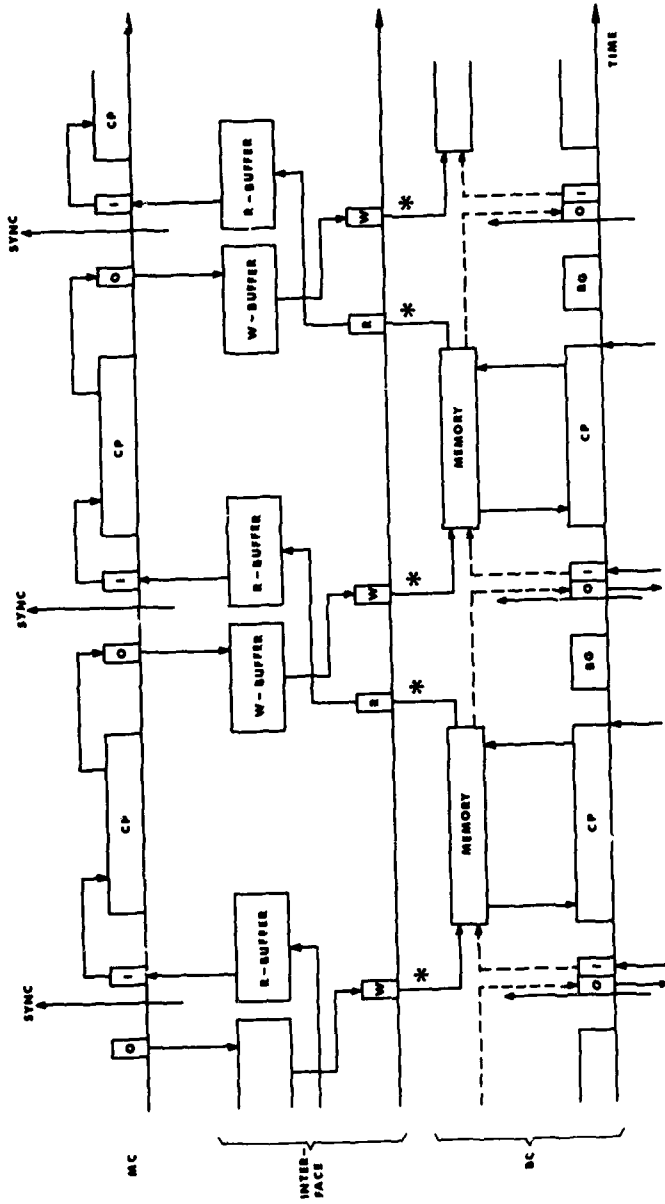 SYNC SYNC SYNC
O I CP O I CP O I CP
MC
R-BUFFER W-BUFFER R-BUFFER W-BUFFER R-BUFFER
INTER-
FACE
W R W R W
* * * * *
MEMORY MEMORY
BC
O I CP BG O I CP BG O I
TIME